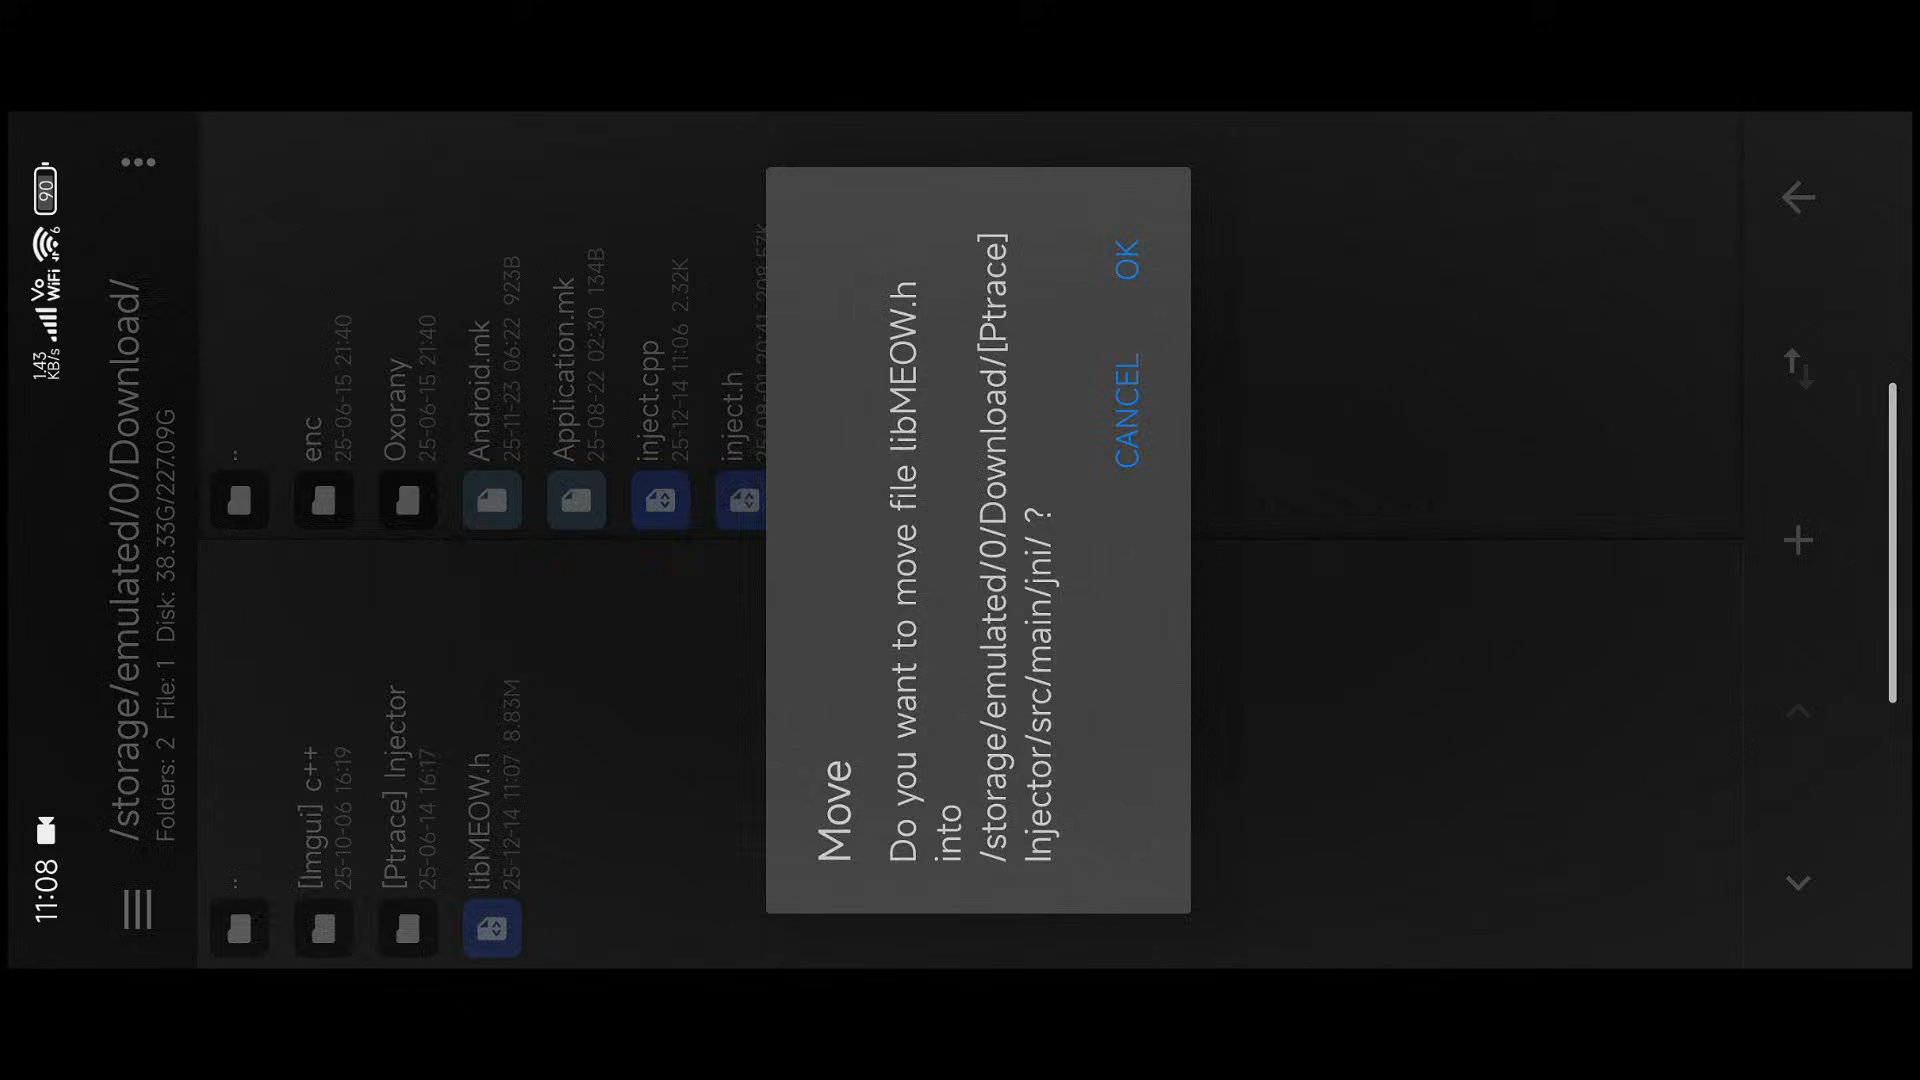 11:08
1.43
KB/s
Vo
WiFi
6
90
/storage/emulated/0/Download/
Folders: 2 File: 1 Disk: 38.33G/227.09G
..
[Imgui] c++
25-10-06 16:19
[Ptrace] Injector
25-06-14 16:17
libMEOW.h
25-12-14 11:07 8.83M
..
enc
25-06-15 21:40
Oxorany
25-06-15 21:40
Android.mk
25-11-23 06:22 923B
Application.mk
25-08-22 02:30 134B
inject.cpp
25-12-14 11:06 2.32K
inject.h
Move
Do you want to move file libMEOW.h
into
/storage/emulated/0/Download/[Ptrace]
Injector/src/main/jni/ ?
CANCEL OK